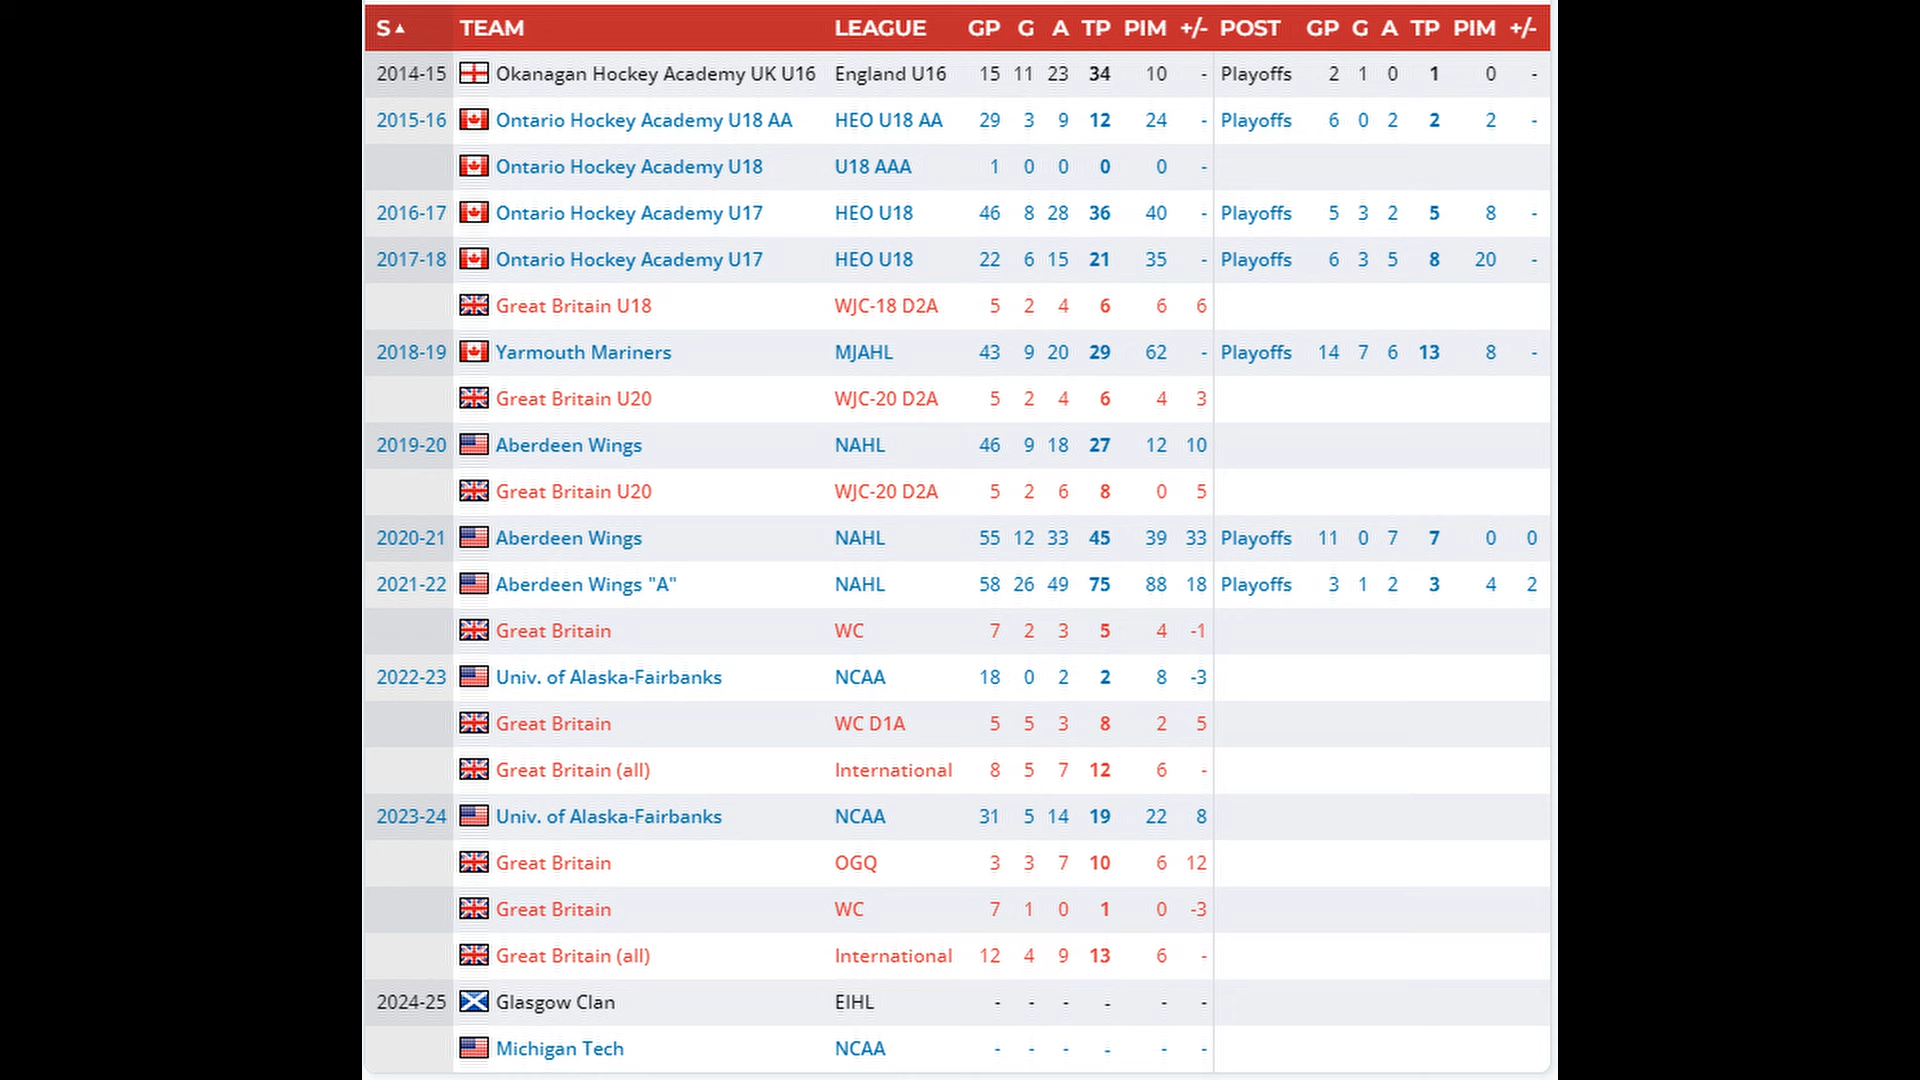 S▲ TEAM LEAGUE GP G A TP PIM +/- POST GP G A TP PIM +/-
2014-15 Okanagan Hockey Academy UK U16 England U16 15 11 23 34 10 - Playoffs 2 1 0 1 0 -
2015-16 Ontario Hockey Academy U18 AA HEO U18 AA 29 3 9 12 24 - Playoffs 6 0 2 2 2 -
Ontario Hockey Academy U18 U18 AAA 1 0 0 0 0 -
2016-17 Ontario Hockey Academy U17 HEO U18 46 8 28 36 40 - Playoffs 5 3 2 5 8 -
2017-18 Ontario Hockey Academy U17 HEO U18 22 6 15 21 35 - Playoffs 6 3 5 8 20 -
Great Britain U18 WJC-18 D2A 5 2 4 6 6 6
2018-19 Yarmouth Mariners MJAHL 43 9 20 29 62 - Playoffs 14 7 6 13 8 -
Great Britain U20 WJC-20 D2A 5 2 4 6 4 3
2019-20 Aberdeen Wings NAHL 46 9 18 27 12 10
Great Britain U20 WJC-20 D2A 5 2 6 8 0 5
2020-21 Aberdeen Wings NAHL 55 12 33 45 39 33 Playoffs 11 0 7 7 0 0
2021-22 Aberdeen Wings "A" NAHL 58 26 49 75 88 18 Playoffs 3 1 2 3 4 2
Great Britain WC 7 2 3 5 4 -1
2022-23 Univ. of Alaska-Fairbanks NCAA 18 0 2 2 8 -3
Great Britain WC D1A 5 5 3 8 2 5
Great Britain (all) International 8 5 7 12 6 -
2023-24 Univ. of Alaska-Fairbanks NCAA 31 5 14 19 22 8
Great Britain OGQ 3 3 7 10 6 12
Great Britain WC 7 1 0 1 0 -3
Great Britain (all) International 12 4 9 13 6 -
2024-25 Glasgow Clan EIHL - - - - - -
Michigan Tech NCAA - - - - - -